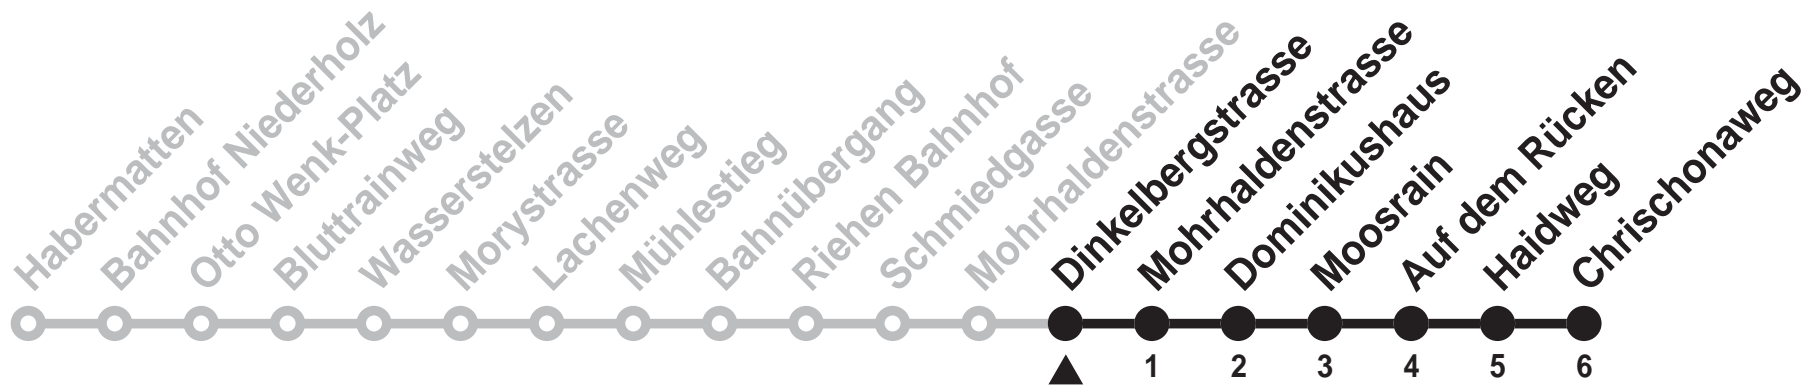 Habermatten
Bahnhof Niederholz
Otto Wenk-Platz
Bluttrainweg
Wasserstelzen
Morystrasse
Lachenweg
Mühlestieg
Bahnübergang
Riehen Bahnhof
Schmiedgasse
Mohrhaldenstrasse
Dinkelbergstrasse
Mohrhaldenstrasse
Dominikushaus
Moosrain
Auf dem Rücken
Haidweg
Chrischonaweg
1 2 3 4 5 6